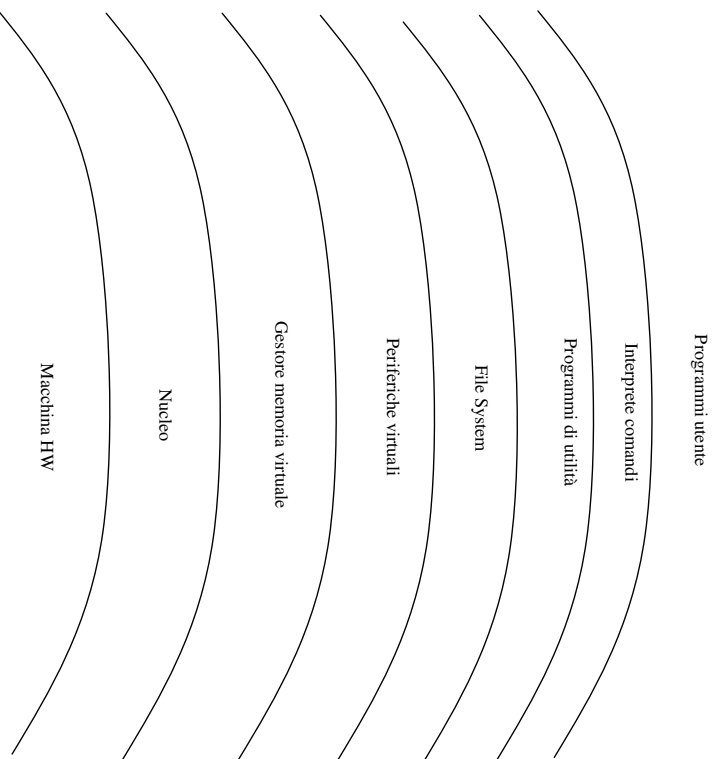 Programmi utente
Interprete comandi
Programmi di utilità
File System
Periferiche virtuali
Gestore memoria virtuale
Nucleo
Macchina HW